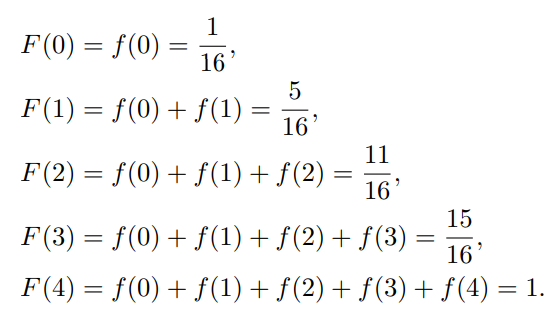 F(0) = f(0) = 1/16,
F(1) = f(0) + f(1) = 5/16,
F(2) = f(0) + f(1) + f(2) = 11/16,
F(3) = f(0) + f(1) + f(2) + f(3) = 15/16,
F(4) = f(0) + f(1) + f(2) + f(3) + f(4) = 1.